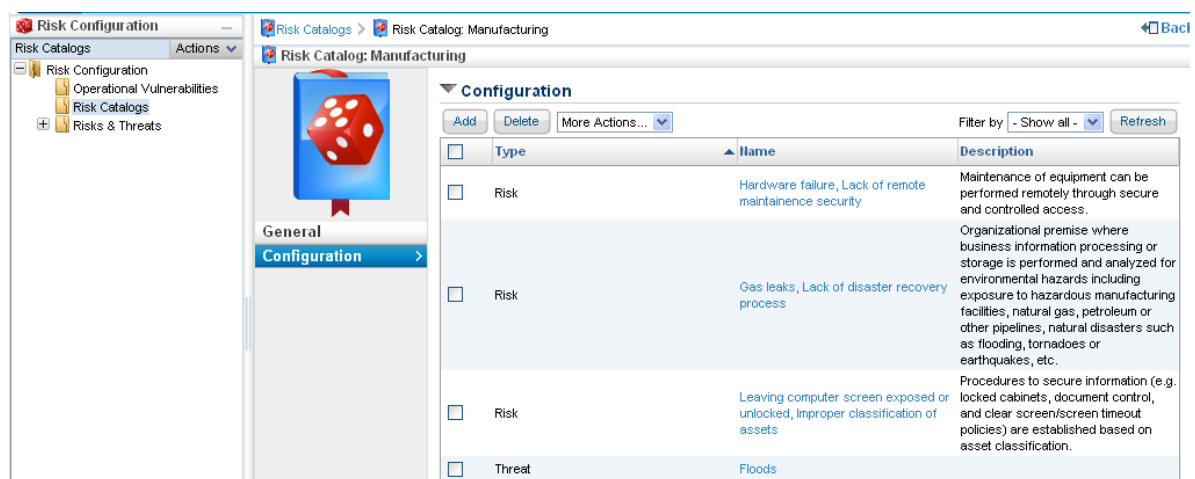 Risk Configuration
Risk Catalogs Actions
Risk Configuration
Operational Vulnerabilities
Risk Catalogs
Risks & Threats
Risk Catalogs > Risk Catalog: Manufacturing
Back
Risk Catalog: Manufacturing
General
Configuration >
Configuration
Add Delete More Actions... Filter by - Show all - Refresh
Type Name Description
Risk
Hardware failure, Lack of remote
maintainence security
Maintenance of equipment can be
performed remotely through secure
and controlled access.
Risk
Gas leaks, Lack of disaster recovery
process
Organizational premise where
business information processing or
storage is performed and analyzed for
environmental hazards including
exposure to hazardous manufacturing
facilities, natural gas, petroleum or
other pipelines, natural disasters such
as flooding, tornadoes or
earthquakes, etc.
Risk
Leaving computer screen exposed or
unlocked, Improper classification of
assets
Procedures to secure information (e.g.
locked cabinets, document control,
and clear screen/screen timeout
policies) are established based on
asset classification.
Threat
Floods